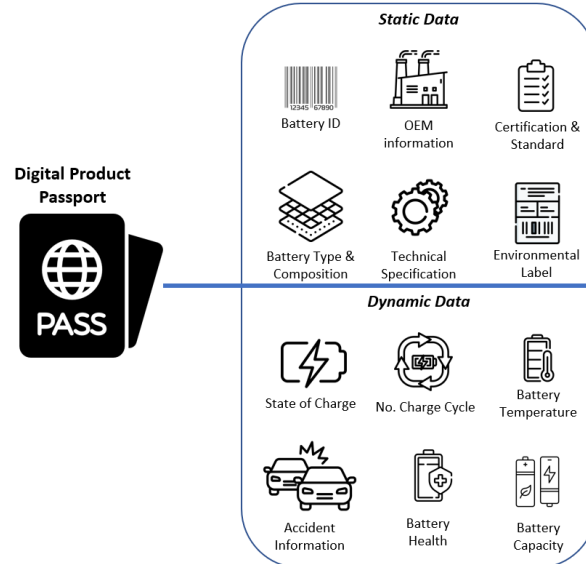 Static Data
12345 67890
Battery ID
OEM
information
Certification &
Standard
Digital Product
Passport
PASS
Battery Type &
Composition
Technical
Specification
Environmental
Label
Dynamic Data
State of Charge
No. Charge Cycle
Battery
Temperature
Accident
Information
Battery
Health
Battery
Capacity